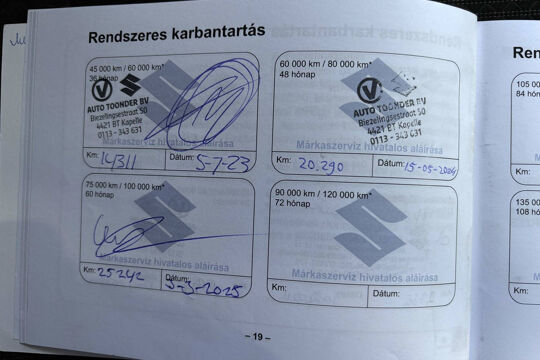 Rendszeres karbantartás
45 000 km / 60 000 km*
36 hónap
AUTO TOONDER BV
Biezelingsestraat 50
4421 BT Kapelle
0113 - 343 631
Márkaszerviz hivatalos aláírása
Km: 14311
Dátum: 5-7-23
60 000 km / 80 000 km*
48 hónap
AUTO TOONDER BV
Biezelingsestraat 50
4421 BT Kapelle
0113 - 343 631
Márkaszerviz hivatalos aláírása
Km: 20.290
Dátum: 15-05-2024
75 000 km / 100 000 km*
60 hónap
Márkaszerviz hivatalos aláírása
Km: 25242
Dátum: 5-3-2025
90 000 km / 120 000 km*
72 hónap
Márkaszerviz hivatalos aláírása
Km:
Dátum:
– 19 –
105 00
84 hón
Km:
135 00
108 hó
Km: